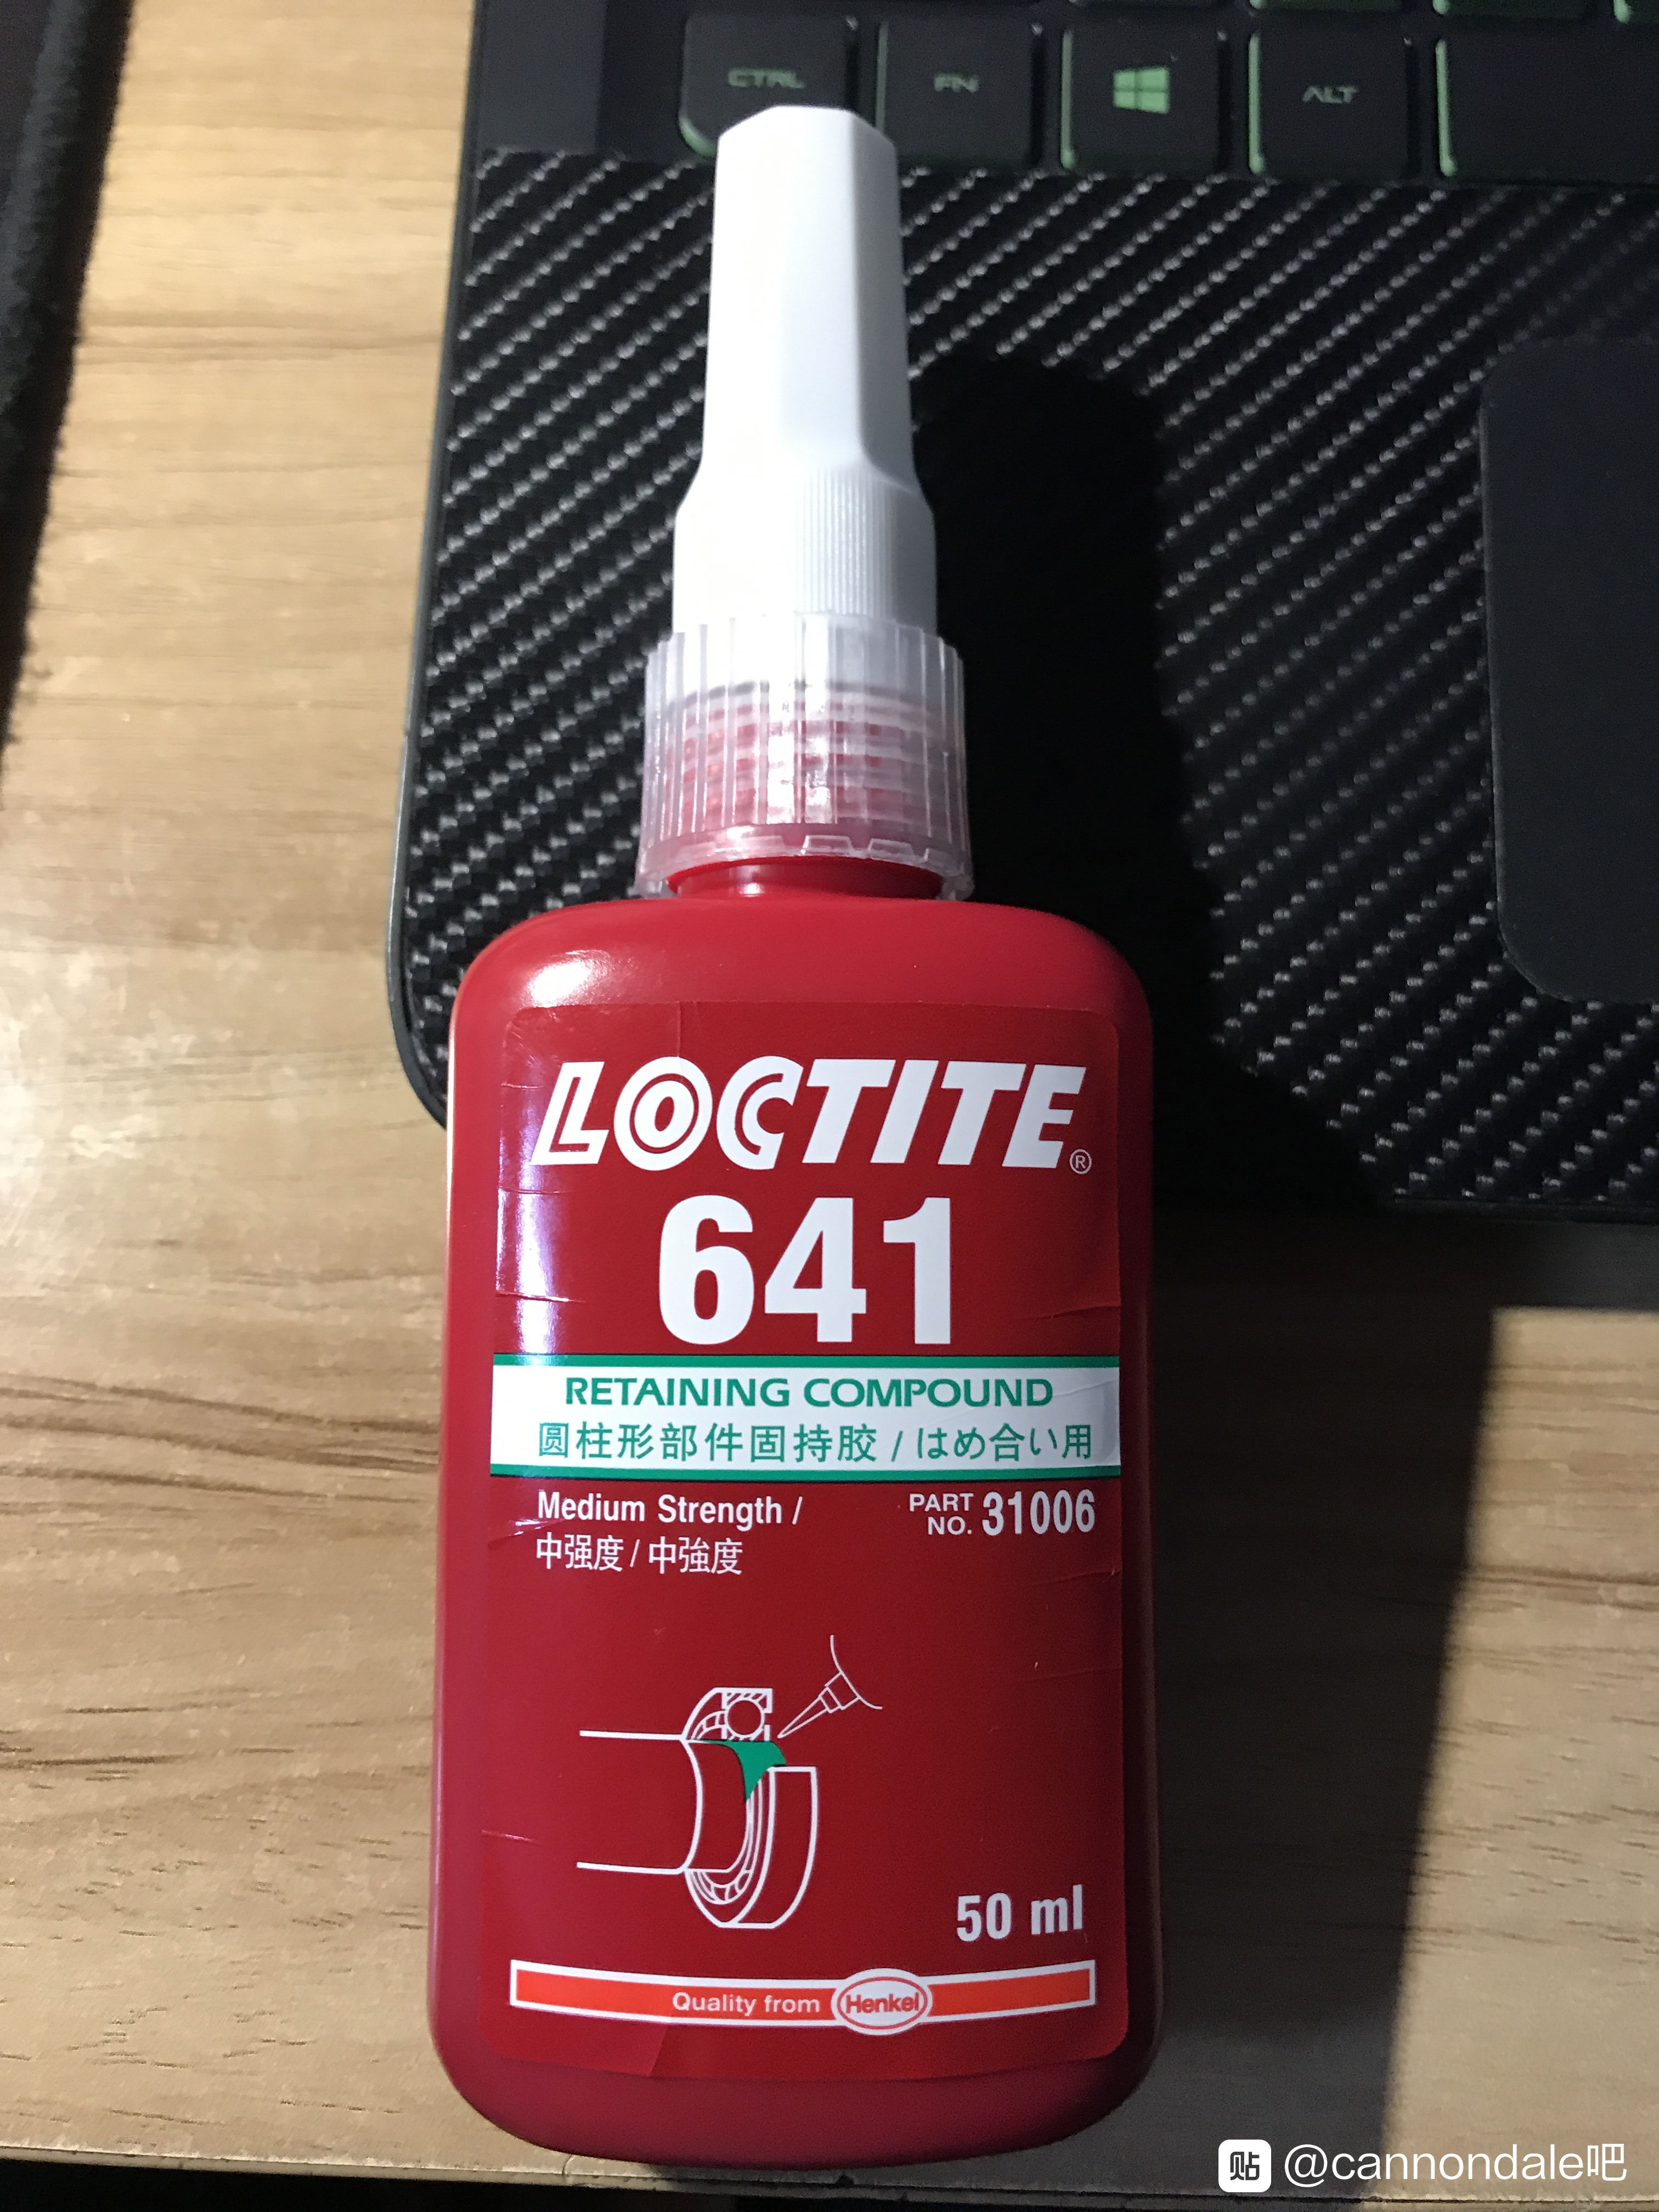 CTRL FN ALT
LOCTITE®
641
RETAINING COMPOUND
圆柱形部件固持胶 / はめ合い用
Medium Strength /
中强度 / 中強度
PART NO. 31006
50 ml
Quality from Henkel
贴 @cannondale吧